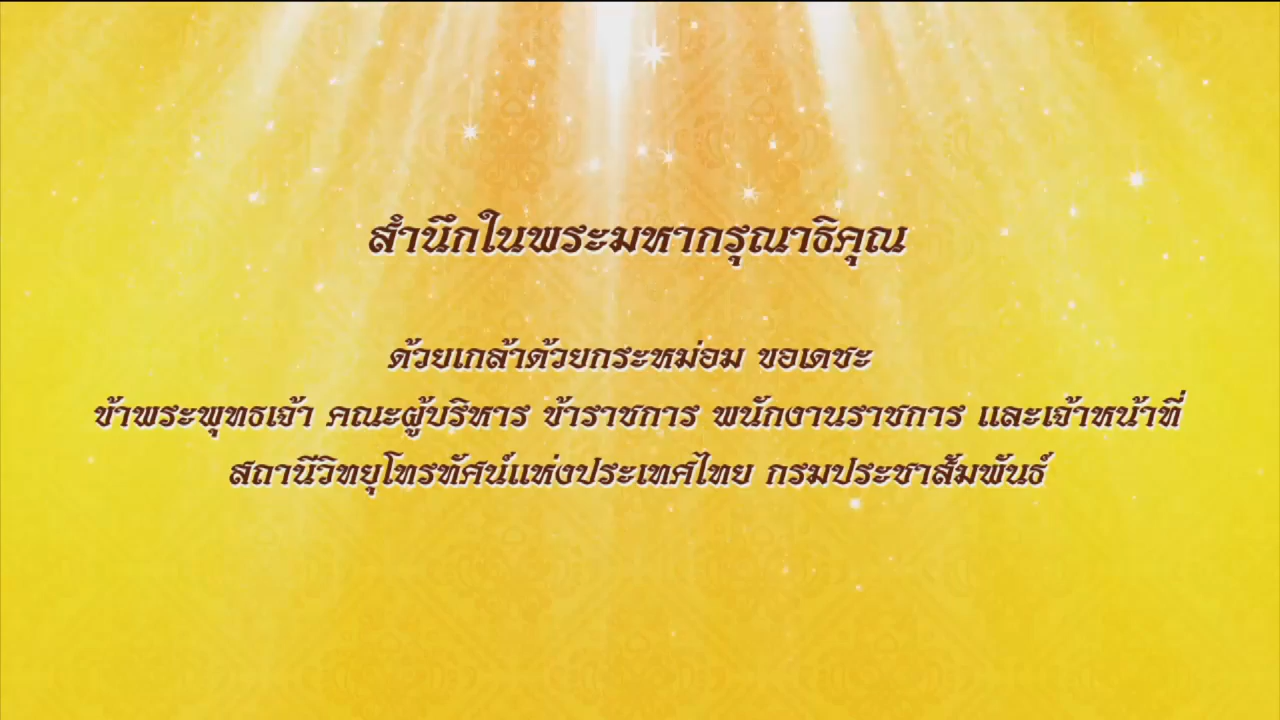 สำนึกในพระมหากรุณาธิคุณ
ด้วยเกล้าด้วยกระหม่อม ขอเดชะ
ข้าพระพุทธเจ้า คณะผู้บริหาร ข้าราชการ พนักงานราชการ และเจ้าหน้าที่
สถานีวิทยุโทรทัศน์แห่งประเทศไทย กรมประชาสัมพันธ์